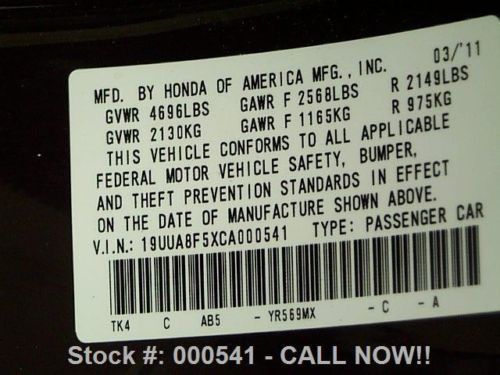 03/'11
MFD. BY HONDA OF AMERICA MFG., INC.
GVWR 4696LBS GAWR F 2568LBS R 2149LBS
GVWR 2130KG GAWR F 1165KG R 975KG
THIS VEHICLE CONFORMS TO ALL APPLICABLE
FEDERAL MOTOR VEHICLE SAFETY, BUMPER,
AND THEFT PREVENTION STANDARDS IN EFFECT
ON THE DATE OF MANUFACTURE SHOWN ABOVE.
V.I.N.: 19UUA8F5XCA000541 TYPE: PASSENGER CAR
TK4 C AB5 - YR569MX - C - A
Stock #: 000541 - CALL NOW!!